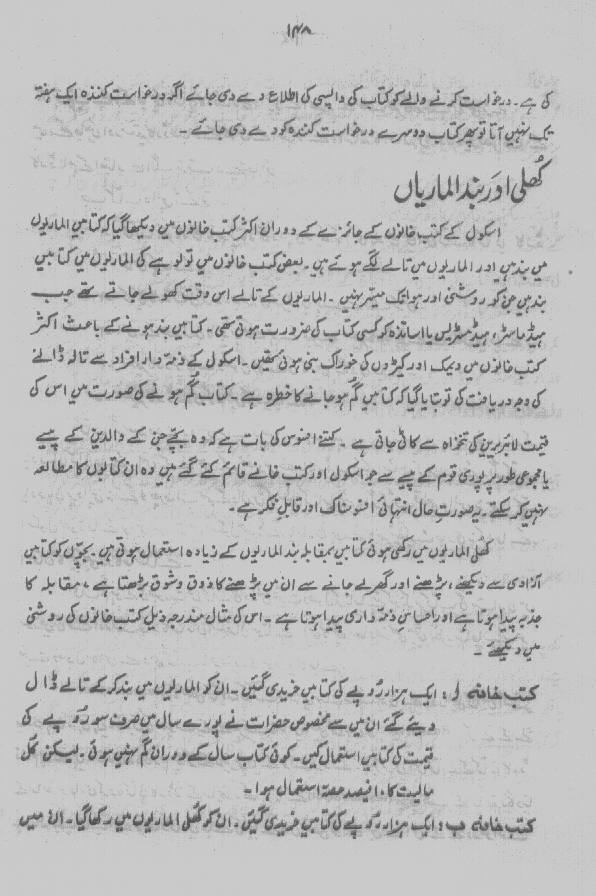 ۱۴۸
کی ہے۔ درخواست کرنے والے کو کتاب کی واپسی کی اطلاع دے دی جائے اگر درخواست کنندہ ایک ہفتہ
تک نہیں آتا تو پھر کتاب دوسرے درخواست کنندہ کو دے دی جائے۔
کُھلی اور بند الماریاں
اسکول کے کتب خانوں کے جائزے کے دوران اکثر کتب خانوں میں دیکھا گیا کہ کتابیں الماریوں
میں بند ہیں اور الماریوں میں تالے لگے ہوئے ہیں۔ بعض کتب خانوں میں تو لوہے کی الماریوں میں کتابیں
بند ہیں جن کو روشنی اور ہوا تک میسّر نہیں۔ الماریوں کے تالے اس وقت کھولے جاتے تھے جب
ہیڈ ماسٹر، ہیڈ مسٹریس یا اساتذہ کو کسی کتاب کی ضرورت ہوتی تھی۔ کتابیں بند ہونے کے باعث اکثر
کتب خانوں میں دیمک اور کیڑوں کی خوراک بنی ہوئی تھیں۔ اسکول کے ذمّہ دار افراد سے تالہ ڈالنے
کی وجہ دریافت کی تو بتایا گیا کہ کتابیں گُم ہو جانے کا خطرہ ہے۔ کتاب گُم ہونے کی صورت میں اس کی
قیمت لائبریرین کی تنخواہ سے کاٹی جاتی ہے۔ کتنے افسوس کی بات ہے کہ وہ بچّے جن کے والدین کے پیسے
یا مجموعی طور پر پوری قوم کے پیسے سے جو اسکول اور کتب خانے قائم کئے گئے ہیں وہ ان کتابوں کا مطالعہ
نہیں کر سکتے۔ یہ صورتِ حال انتہائی افسوسناک اور قابلِ فکر ہے۔
کُھلی الماریوں میں رکھی ہوئی کتابیں بمقابلہ بند الماریوں کے زیادہ استعمال ہوتی ہیں۔ بچّوں کو کتابیں
آزادی سے دیکھنے، پڑھنے اور گھر لے جانے سے ان میں پڑھنے کا ذوق و شوق بڑھتا ہے، مقابلہ کا
جذبہ پیدا ہوتا ہے اور احساسِ ذمّہ داری پیدا ہوتا ہے۔ اس کی مثال مندرجہ ذیل کتب خانوں کی روشنی
میں دیکھیئے۔
کتب خانہ ا : ایک ہزار رُوپے کی کتابیں خریدی گئیں۔ ان کو الماریوں میں بند کر کے تالے ڈال
دیئے گئے ان میں سے مخصوص حضرات نے پورے سال میں صرف سو رُوپے کی
قیمت کی کتابیں استعمال کیں۔ کوئی کتاب سال کے دوران گُم نہیں ہوئی۔ لیکن کُل
مالیت کا ۱۰ فیصد حصّہ استعمال ہوا۔
کتب خانہ ب : ایک ہزار رُوپے کی کتابیں خریدی گئیں۔ ان کو کُھلی الماریوں میں رکھا گیا۔ ان میں